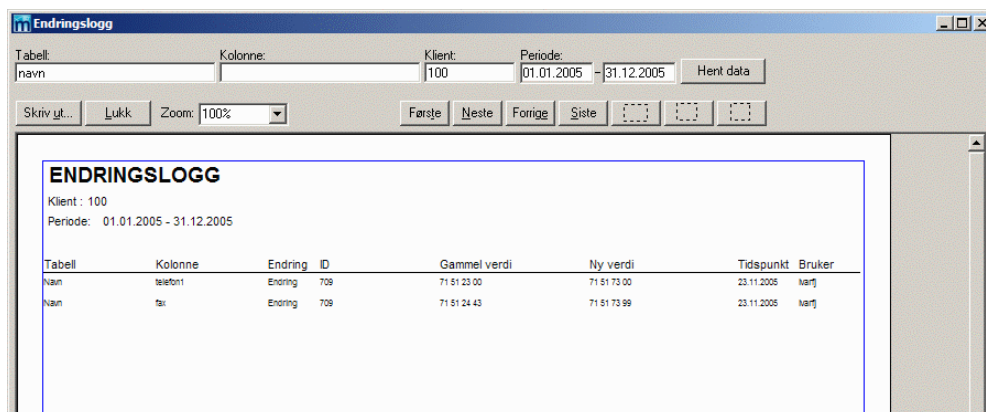 Endringslogg
Tabell: Kolonne: Klient: Periode:
navn 100 01.01.2005 - 31.12.2005 Hent data
Skriv ut... Lukk Zoom: 100% Første Neste Forrige Siste
ENDRINGSLOGG
Klient : 100
Periode: 01.01.2005 - 31.12.2005
Tabell Kolonne Endring ID Gammel verdi Ny verdi Tidspunkt Bruker
Navn telefon1 Endring 709 71 51 23 00 71 51 73 00 23.11.2005 ivarfj
Navn fax Endring 709 71 51 24 43 71 51 73 99 23.11.2005 ivarfj